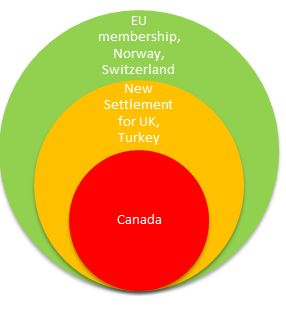 EU
membership,
Norway,
Switzerland
New
Settlement
for UK,
Turkey
Canada